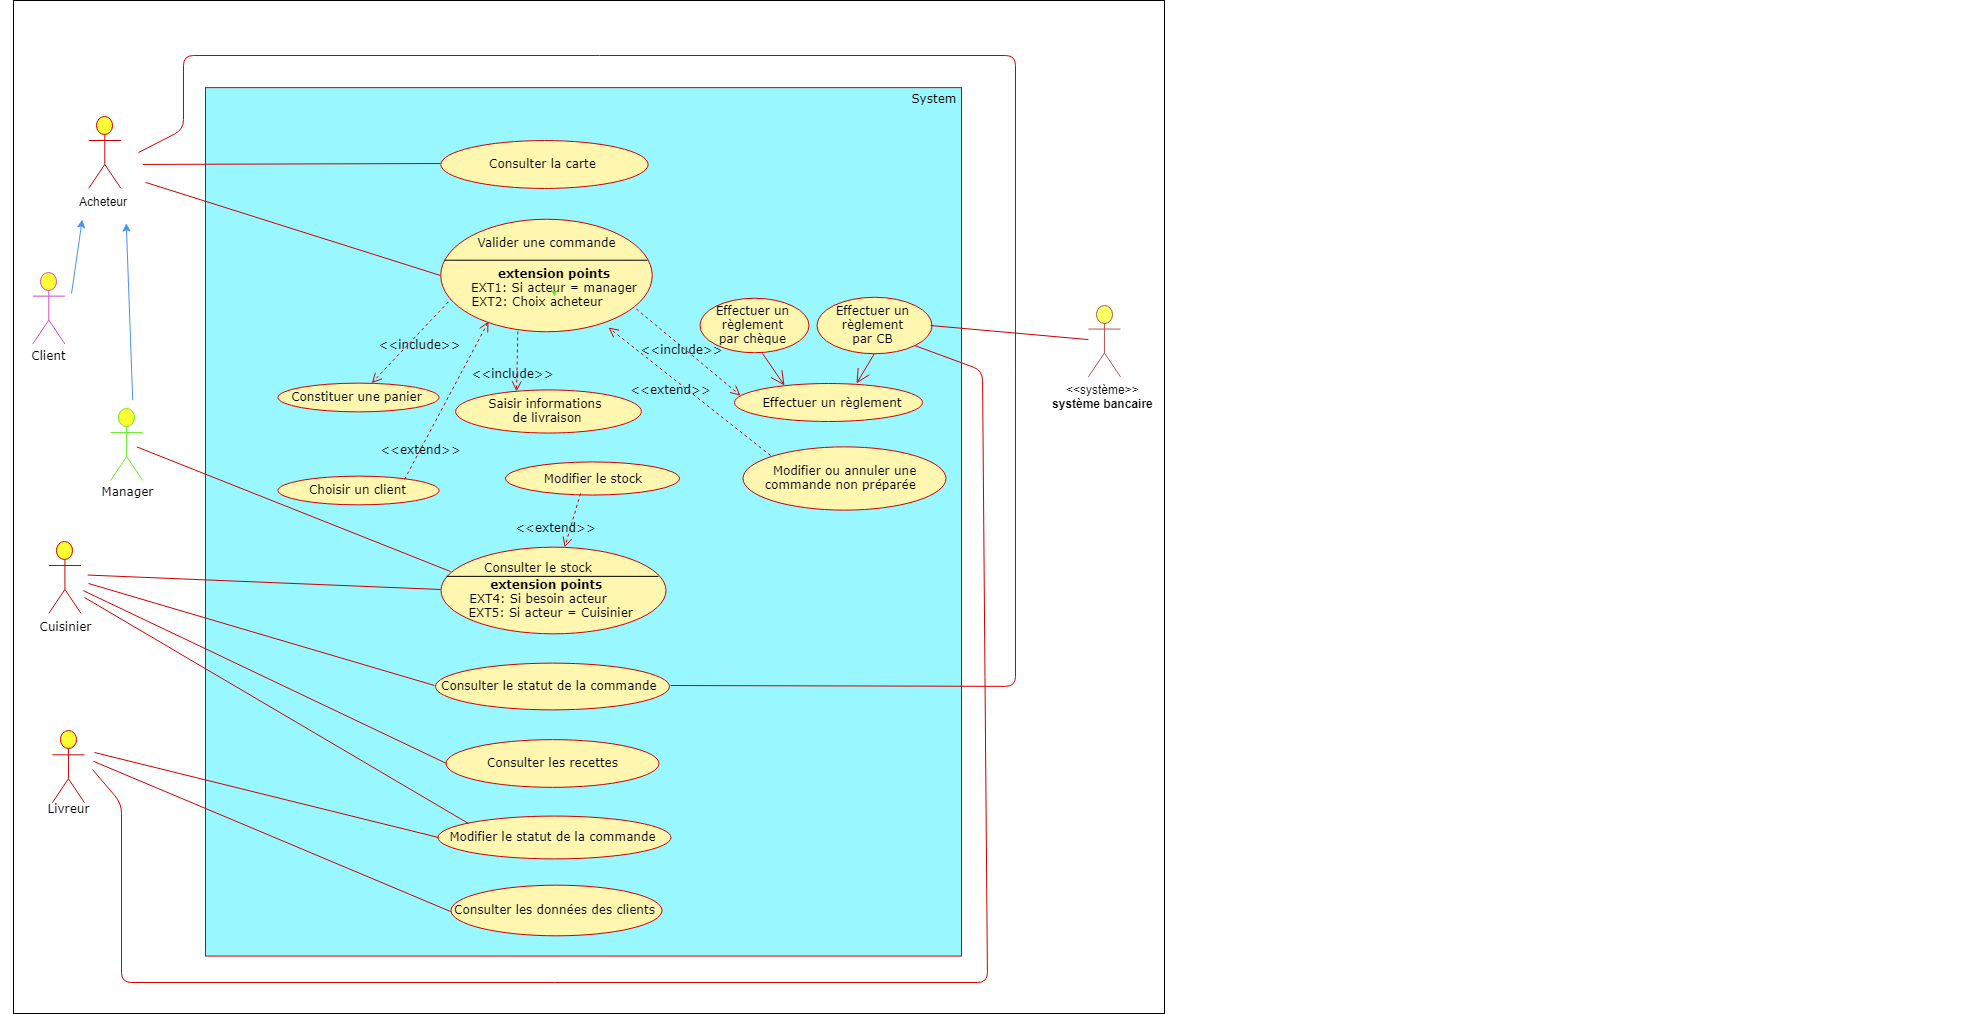 System
Consulter la carte
Acheteur
Valider une commande
extension points
EXT1: Si acteur = manager
EXT2: Choix acheteur
Effectuer un
règlement
par chèque
Effectuer un
règlement
par CB
Client
<<include>>
<<include>>
<<include>>
<<extend>>
<<système>>
système bancaire
Constituer une panier
Saisir informations
de livraison
Effectuer un règlement
<<extend>>
Manager
Choisir un client
Modifier le stock
Modifier ou annuler une
commande non préparée
<<extend>>
Consulter le stock
extension points
EXT4: Si besoin acteur
EXT5: Si acteur = Cuisinier
Cuisinier
Consulter le statut de la commande
Consulter les recettes
Livreur
Modifier le statut de la commande
Consulter les données des clients